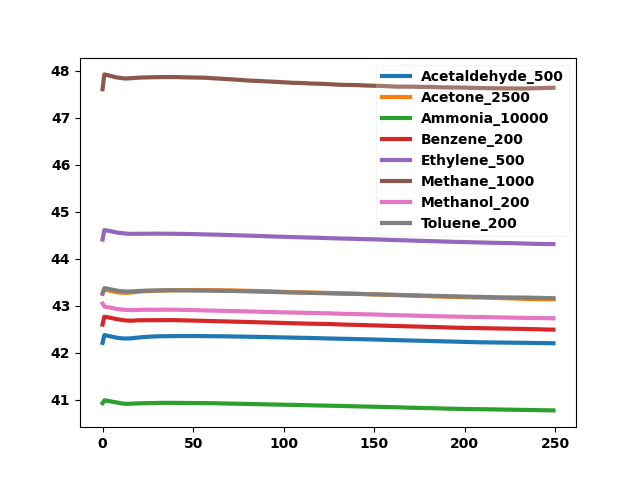 48
47
46
45
44
43
42
41
0
50
100
150
200
250
Acetaldehyde_500
Acetone_2500
Ammonia_10000
Benzene_200
Ethylene_500
Methane_1000
Methanol_200
Toluene_200